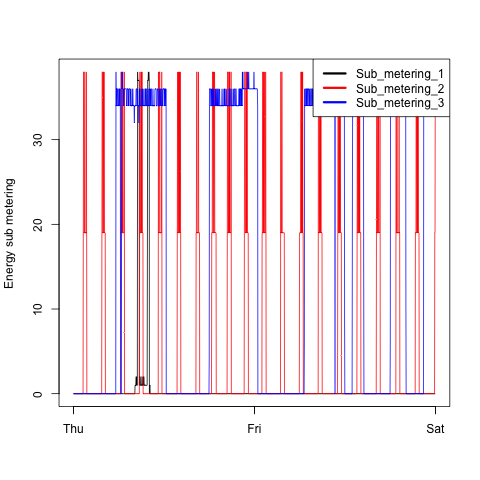 Sub_metering_1
Sub_metering_2
Sub_metering_3
Energy sub metering
30
20
10
0
Thu
Fri
Sat